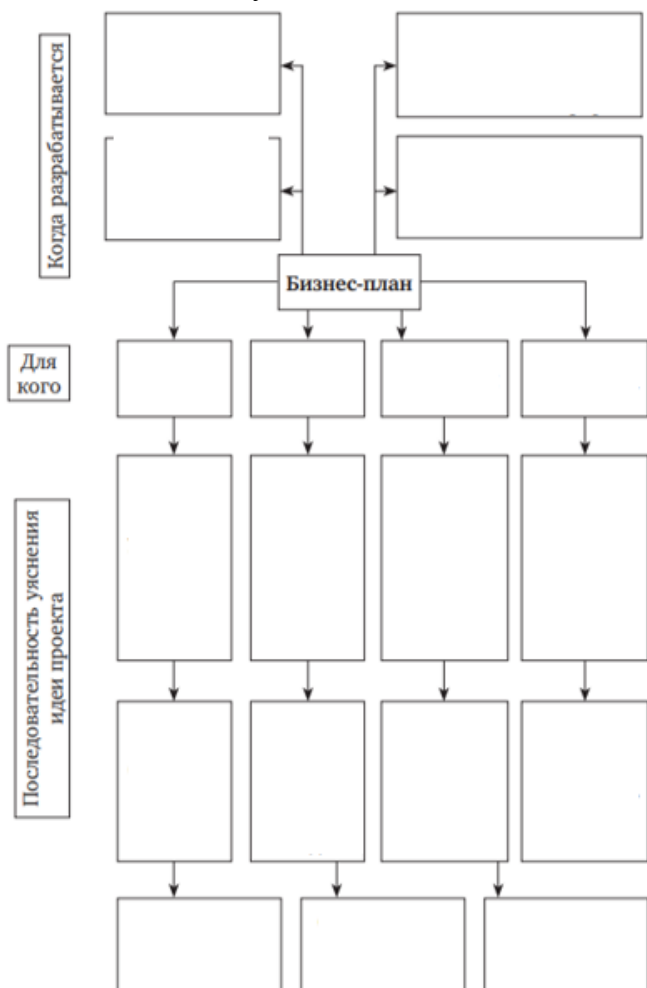 Когда разрабатывается
Бизнес-план
Для
кого
Последовательность уяснения
идеи проекта